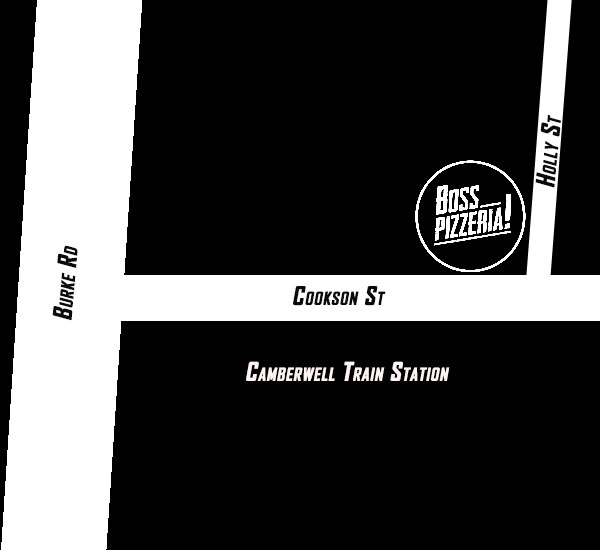 Holly St
Boss
Pizzeria!
Burke Rd
Cookson St
Camberwell Train Station